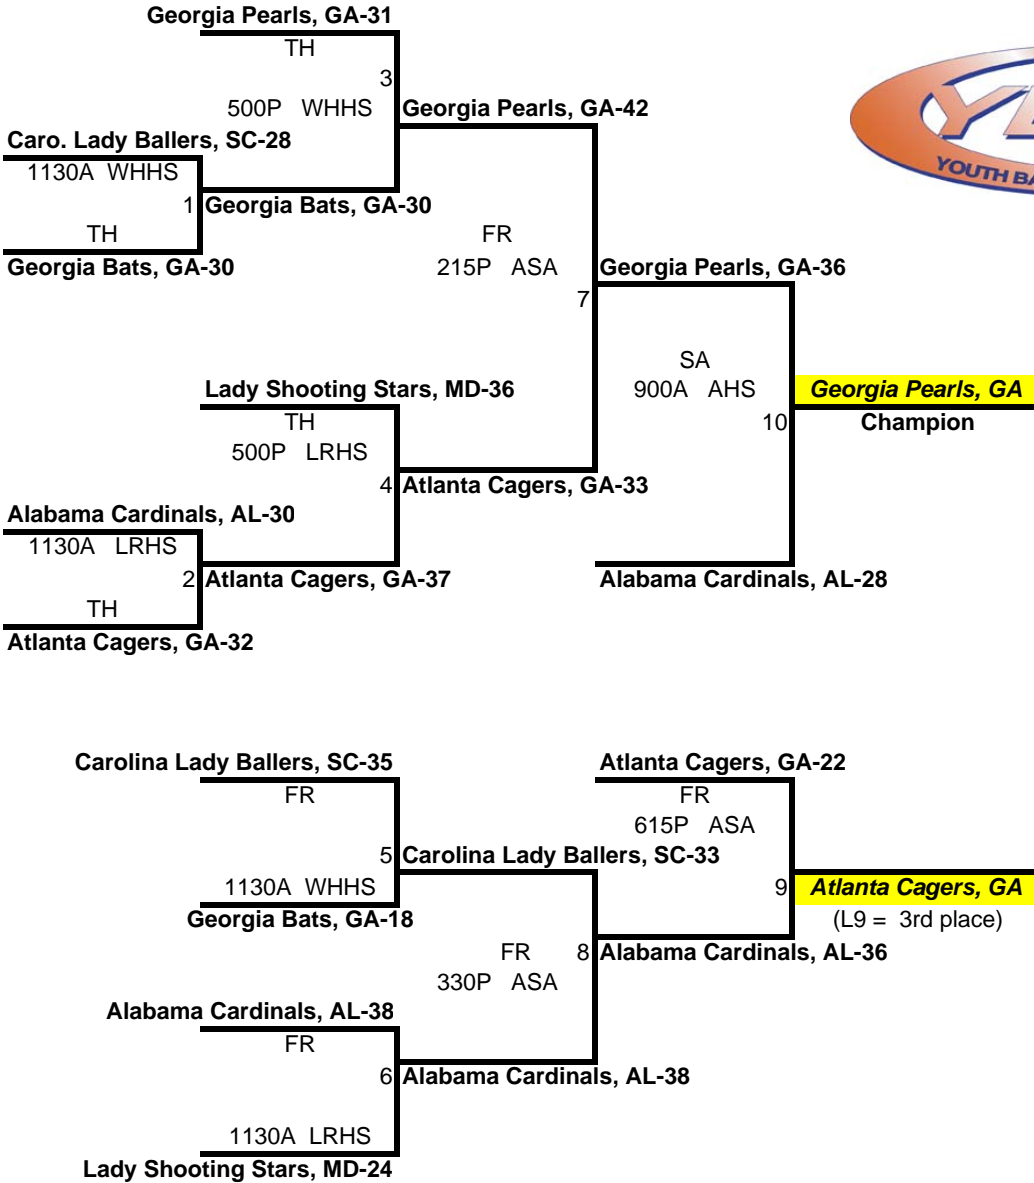 Georgia Pearls, GA-31
TH
3
500P WHHS
Georgia Pearls, GA-42
Caro. Lady Ballers, SC-28
1130A WHHS
1
Georgia Bats, GA-30
TH
Georgia Bats, GA-30
FR
215P ASA
7
Georgia Pearls, GA-36
SA
900A AHS
10
Georgia Pearls, GA
Champion
Lady Shooting Stars, MD-36
TH
500P LRHS
4
Atlanta Cagers, GA-33
Alabama Cardinals, AL-30
1130A LRHS
2
Atlanta Cagers, GA-37
TH
Atlanta Cagers, GA-32
Alabama Cardinals, AL-28
Carolina Lady Ballers, SC-35
FR
5
Carolina Lady Ballers, SC-33
1130A WHHS
Georgia Bats, GA-18
Atlanta Cagers, GA-22
FR
615P ASA
9
Atlanta Cagers, GA
(L9 = 3rd place)
FR
330P ASA
8
Alabama Cardinals, AL-36
Alabama Cardinals, AL-38
FR
6
Alabama Cardinals, AL-38
1130A LRHS
Lady Shooting Stars, MD-24
YOUTH